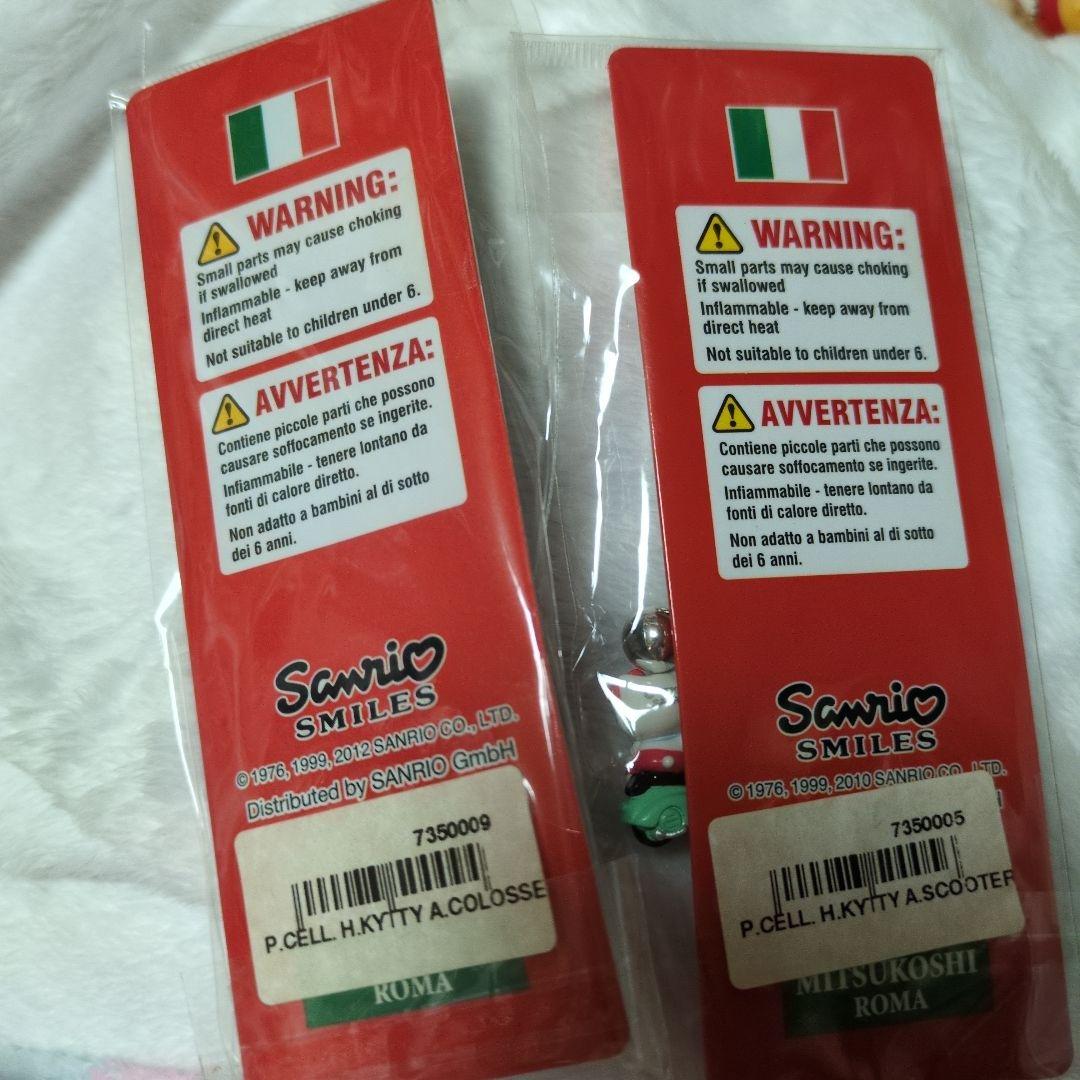 WARNING:
Small parts may cause choking
if swallowed
Inflammable - keep away from
direct heat
Not suitable to children under 6.
AVVERTENZA:
Contiene piccole parti che possono
causare soffocamento se ingerite.
Infiammabile - tenere lontano da
fonti di calore diretto.
Non adatto a bambini al di sotto
dei 6 anni.
Sanrio
SMILES
© 1976, 1999, 2012 SANRIO CO., LTD.
Distributed by SANRIO GmbH
7350009
P.CELL. H.KYTTY A.COLOSSE
ROMA
WARNING:
Small parts may cause choking
if swallowed
Inflammable - keep away from
direct heat
Not suitable to children under 6.
AVVERTENZA:
Contiene piccole parti che possono
causare soffocamento se ingerite.
Infiammabile - tenere lontano da
fonti di calore diretto.
Non adatto a bambini al di sotto
dei 6 anni.
Sanrio
SMILES
© 1976, 1999, 2010 SANRIO CO., LTD.
7350005
P.CELL. H.KYTTY A.SCOOTER
MITSUKOSHI
ROMA